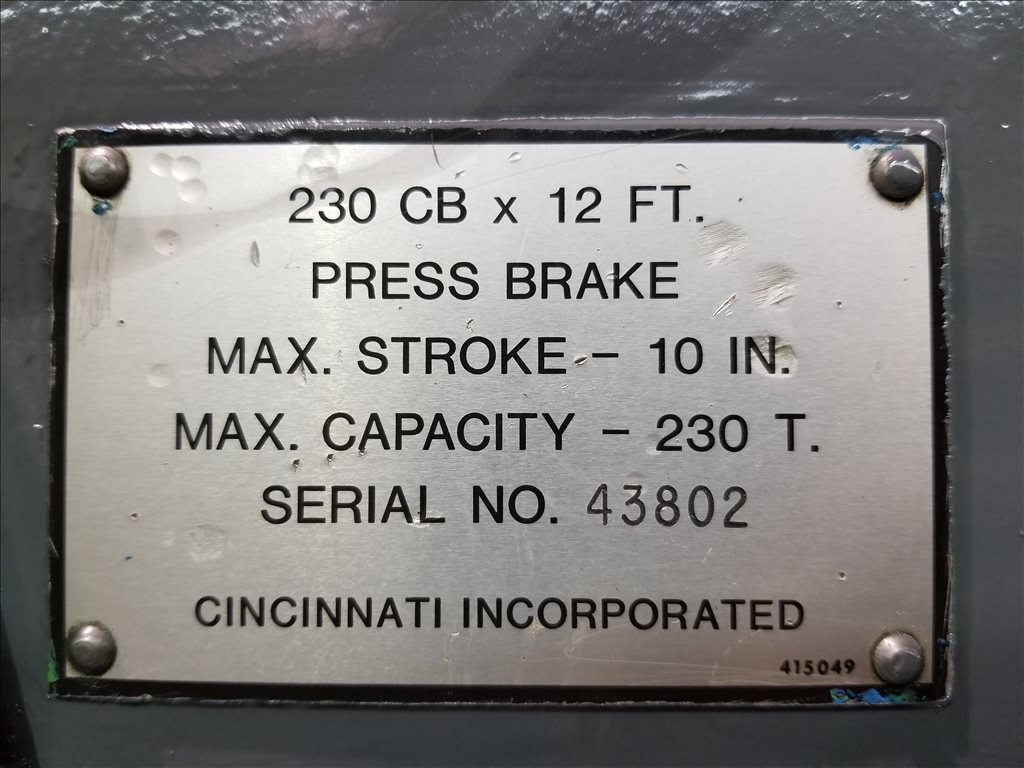 230 CB x 12 FT.
PRESS BRAKE
MAX. STROKE - 10 IN.
MAX. CAPACITY - 230 T.
SERIAL NO. 43802
CINCINNATI INCORPORATED
415049